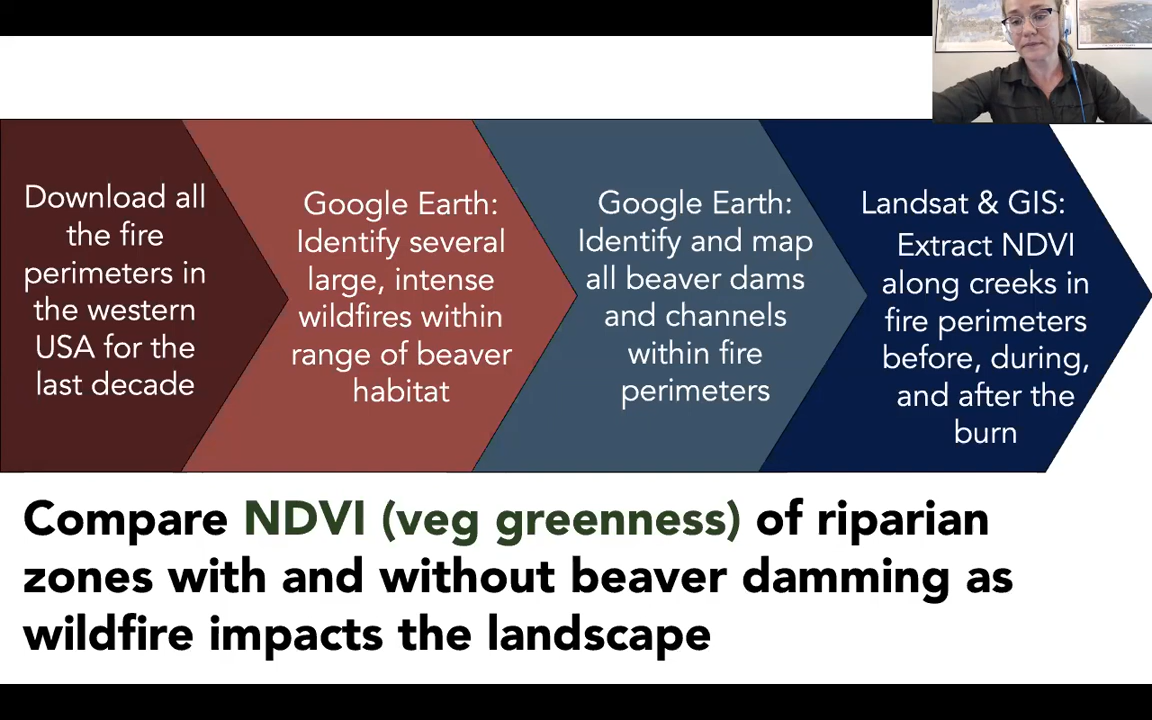 Download all
the fire
perimeters in
the western
USA for the
last decade
Google Earth:
Identify several
large, intense
wildfires within
range of beaver
habitat
Google Earth:
Identify and map
all beaver dams
and channels
within fire
perimeters
Landsat & GIS:
Extract NDVI
along creeks in
fire perimeters
before, during,
and after the
burn
Compare NDVI (veg greenness) of riparian
zones with and without beaver damming as
wildfire impacts the landscape